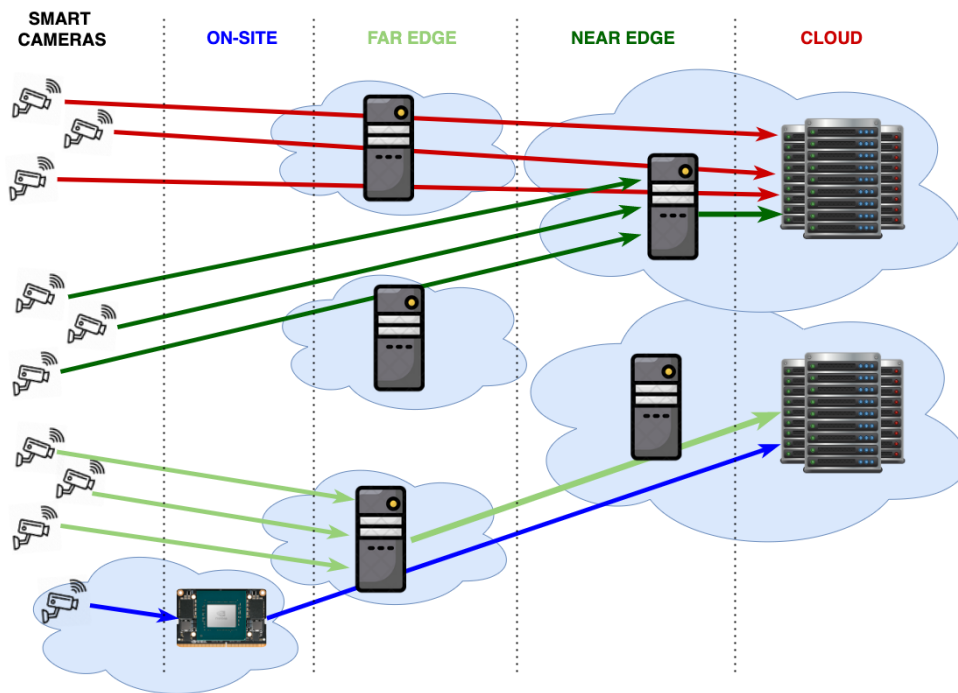 SMART
CAMERAS
ON-SITE
FAR EDGE
NEAR EDGE
CLOUD